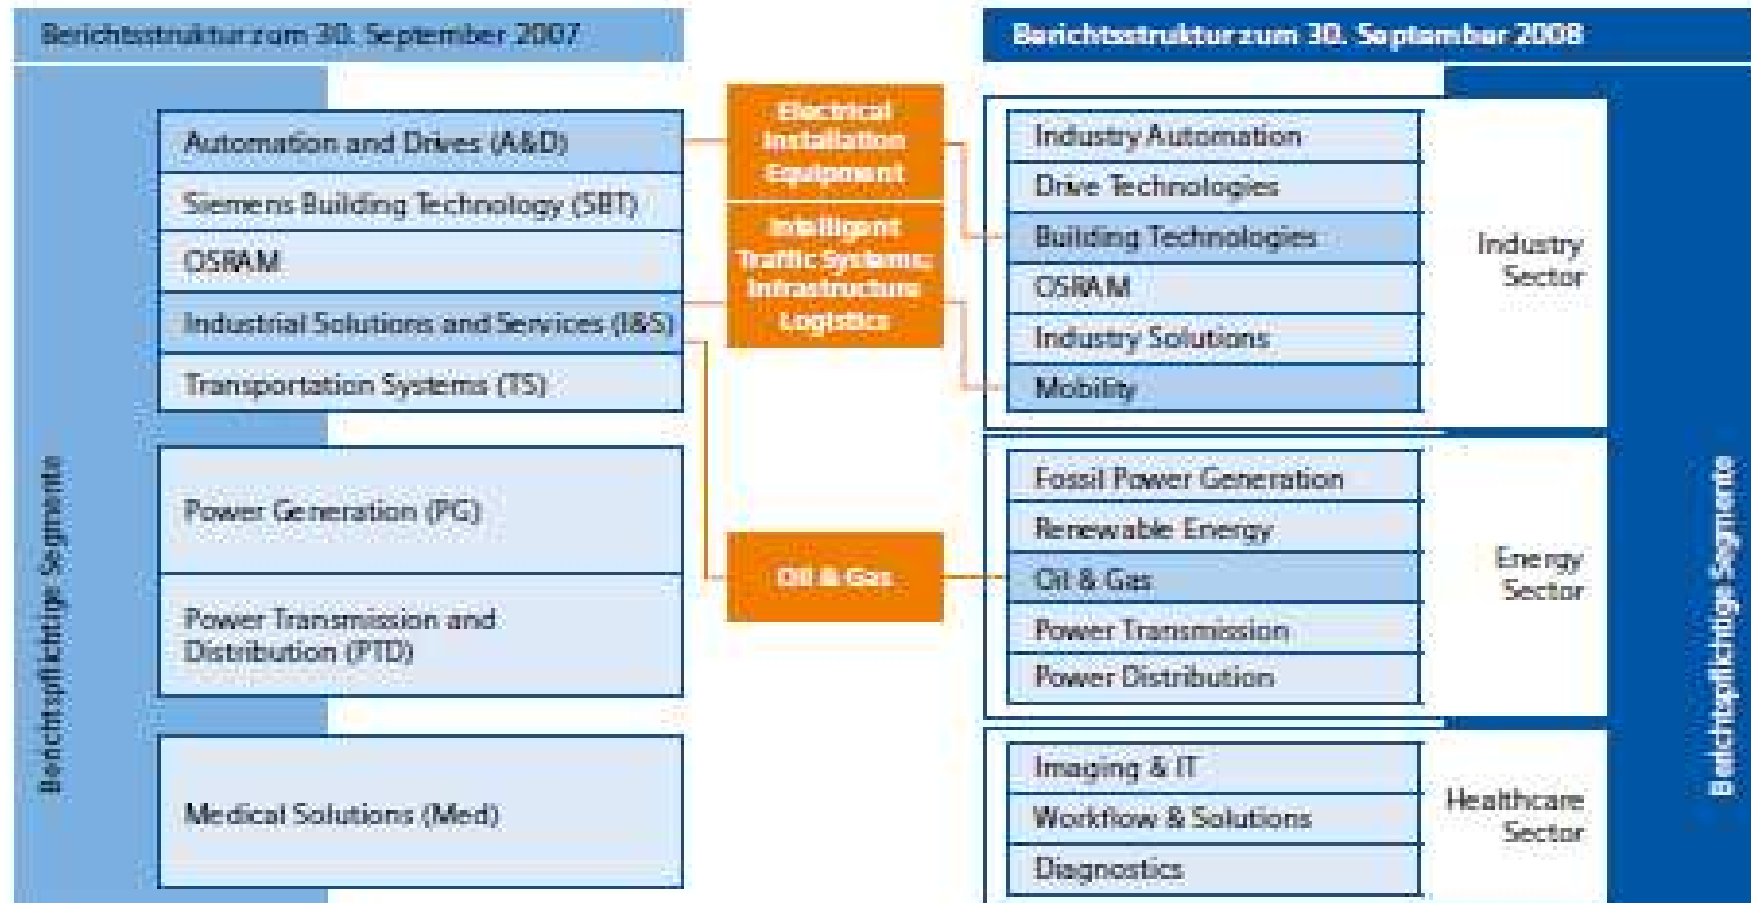 Berichtsstruktur zum 30. September 2007
Berichtspflichtige Segmente
Automation and Drives (A&D)
Siemens Building Technology (SBT)
OSRAM
Industrial Solutions and Services (I&S)
Transportation Systems (TS)
Power Generation (PG)
Power Transmission and
Distribution (PTD)
Medical Solutions (Med)
Electrical
Installation
Equipment
Intelligent
Traffic Systems;
Infrastructure
Logistics
Oil & Gas
Berichtsstruktur zum 30. September 2008
Industry Automation
Drive Technologies
Building Technologies
OSRAM
Industry Solutions
Mobility
Industry
Sector
Fossil Power Generation
Renewable Energy
Oil & Gas
Power Transmission
Power Distribution
Energy
Sector
Imaging & IT
Workflow & Solutions
Diagnostics
Healthcare
Sector
Berichtspflichtige Segmente